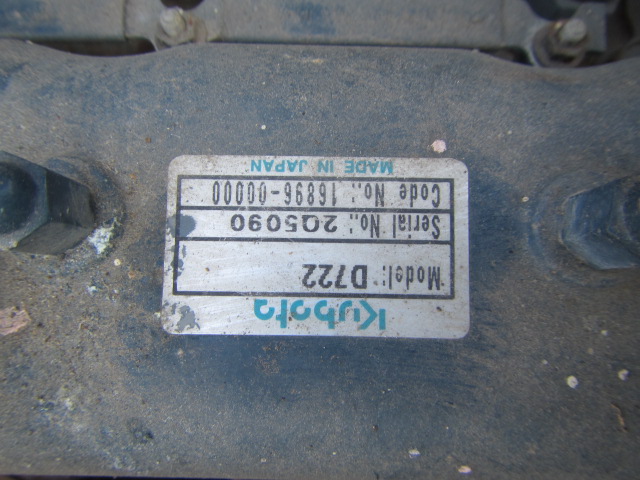 Kubota
Model: D722
Serial No.: 2Q5090
Code No.: 16896-00000
MADE IN JAPAN